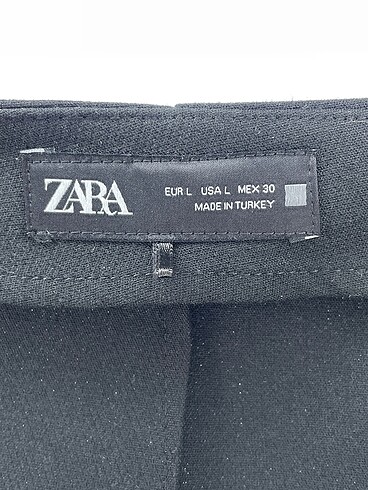 ZARA
EUR L USA L MEX 30
MADE IN TURKEY